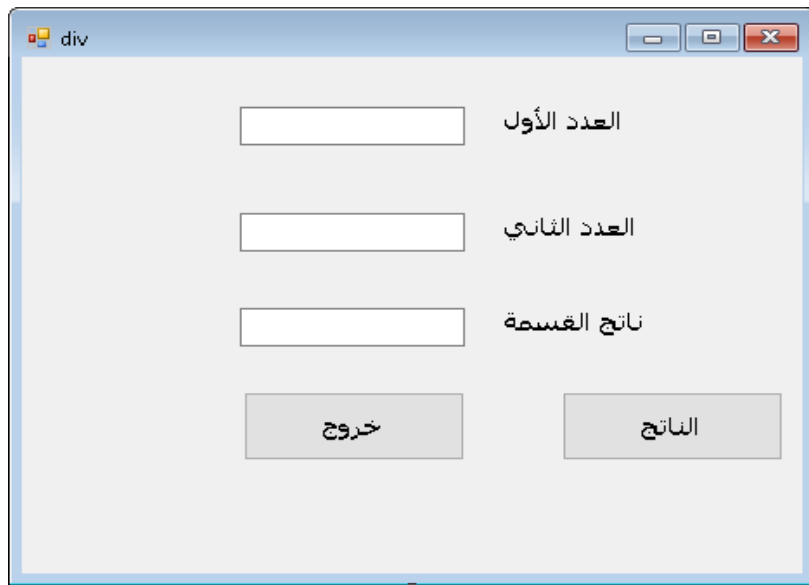 div
العدد الأول
العدد الثاني
ناتج القسمة
الناتج
خروج